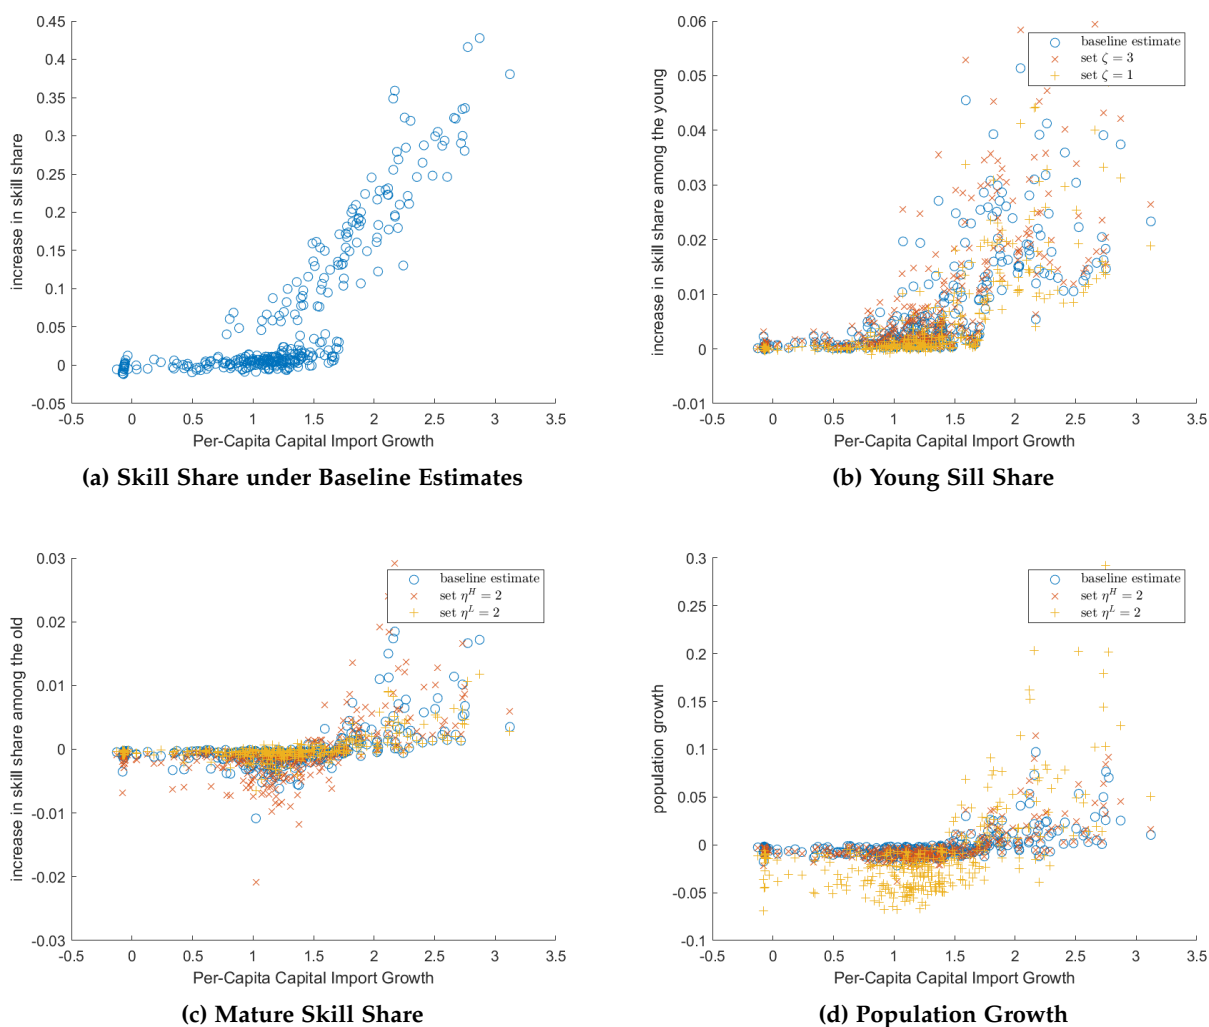 0.45
0.4
0.35
0.3
0.25
0.2
0.15
0.1
0.05
0
-0.05
-0.5 0 0.5 1 1.5 2 2.5 3 3.5
increase in skill share
Per-Capita Capital Import Growth
(a) Skill Share under Baseline Estimates
0.06
0.05
0.04
0.03
0.02
0.01
0
-0.01
-0.5 0 0.5 1 1.5 2 2.5 3 3.5
increase in skill share among the young
baseline estimate
set ζ = 3
set ζ = 1
Per-Capita Capital Import Growth
(b) Young Sill Share
0.03
0.02
0.01
0
-0.01
-0.02
-0.03
-0.5 0 0.5 1 1.5 2 2.5 3 3.5
increase in skill share among the old
baseline estimate
set η^H = 2
set η^L = 2
Per-Capita Capital Import Growth
(c) Mature Skill Share
0.3
0.25
0.2
0.15
0.1
0.05
0
-0.05
-0.1
-0.5 0 0.5 1 1.5 2 2.5 3 3.5
population growth
baseline estimate
set η^H = 2
set η^L = 2
Per-Capita Capital Import Growth
(d) Population Growth